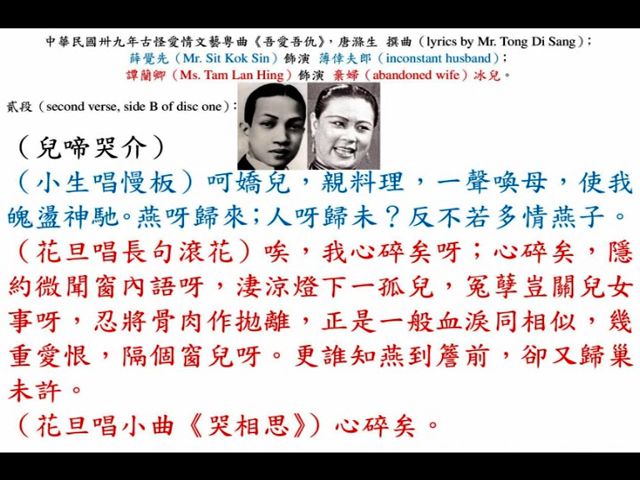 中華民國卅九年古怪愛情文藝粵曲《吾愛吾仇》，唐滌生 撰曲（lyrics by Mr. Tong Di Sang）；
薛覺先（Mr. Sit Kok Sin）飾演 薄倖夫郎（inconstant husband）；
譚蘭卿（Ms. Tam Lan Hing）飾演 棄婦（abandoned wife）冰兒。
貳段（second verse, side B of disc one）：
（兒啼哭介）
（小生唱慢板）呵嬌兒，親料理，一聲喚母，使我
魄盪神馳。燕呀歸來；人呀歸未？反不若多情燕子。
（花旦唱長句滾花）唉，我心碎矣呀；心碎矣，隱
約微聞窗內語呀，淒涼燈下一孤兒，冤孽豈關兒女
事呀，忍將骨肉作拋離，正是一般血淚同相似，幾
重愛恨，隔個窗兒呀。更誰知燕到簷前，卻又歸巢
未許。
（花旦唱小曲《哭相思》）心碎矣。